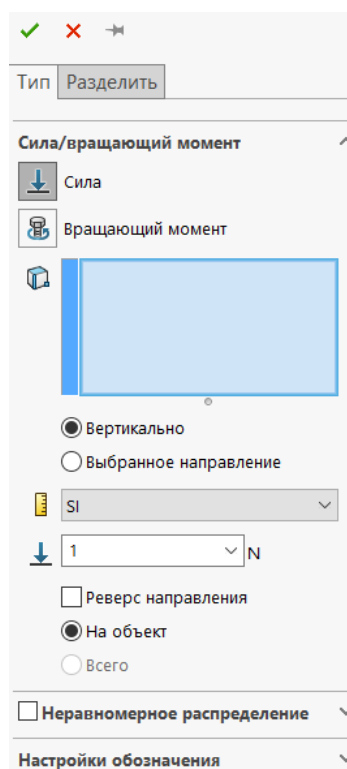 Тип Разделить
Сила/вращающий момент
Сила
Вращающий момент
Вертикально
Выбранное направление
SI
1 N
Реверс направления
На объект
Всего
Неравномерное распределение
Настройки обозначения